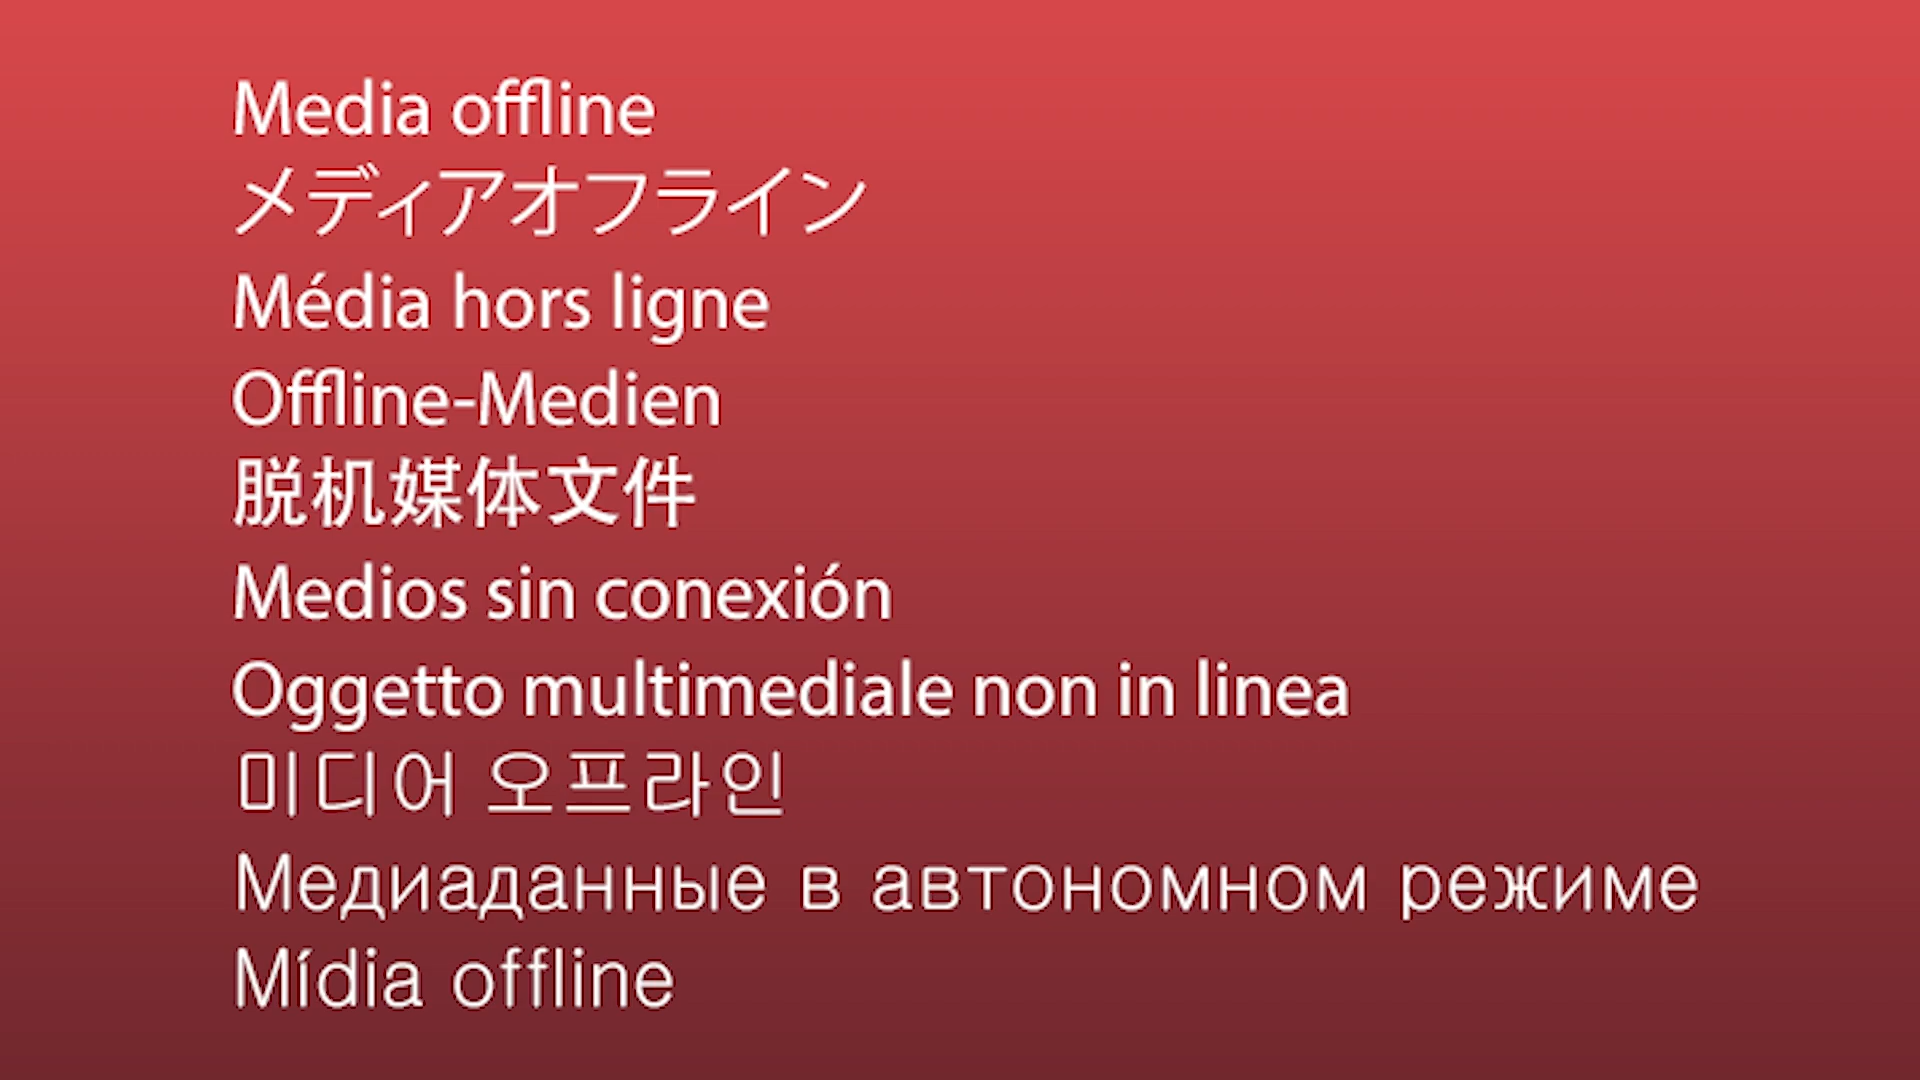 Media offline
メディアオフライン
Média hors ligne
Offline-Medien
脱机媒体文件
Medios sin conexión
Oggetto multimediale non in linea
미디어 오프라인
Медиаданные в автономном режиме
Mídia offline